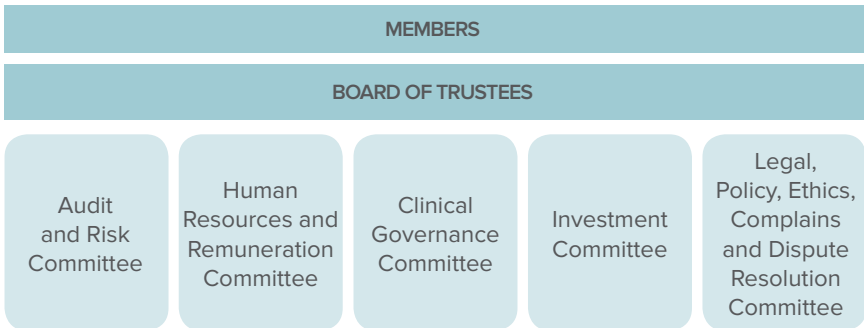 MEMBERS
BOARD OF TRUSTEES
Audit
and Risk
Committee
Human
Resources and
Remuneration
Committee
Clinical
Governance
Committee
Investment
Committee
Legal,
Policy, Ethics,
Complains
and Dispute
Resolution
Committee